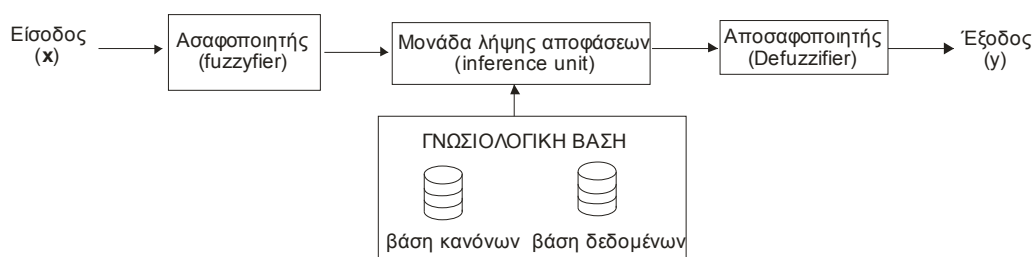 Είσοδος
(x)
Ασαφοποιητής
(fuzzyfier)
Μονάδα λήψης αποφάσεων
(inference unit)
Αποσαφοποιητής
(Defuzzifier)
Έξοδος
(y)
ΓΝΩΣΙΟΛΟΓΙΚΗ ΒΑΣΗ
βάση κανόνων
βάση δεδομένων